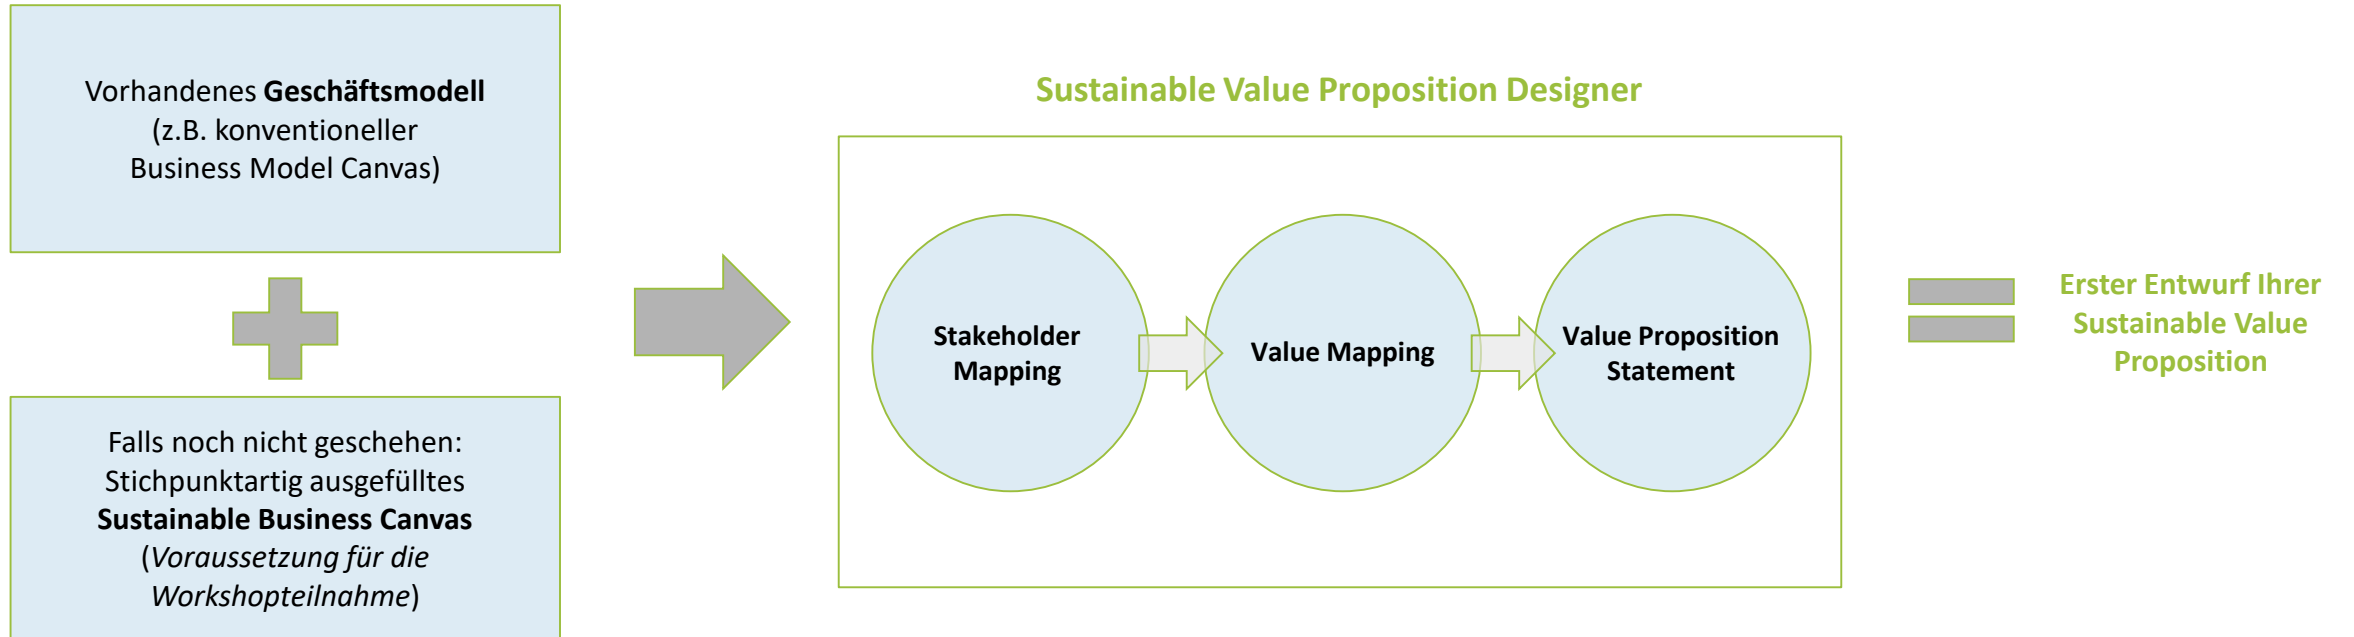 Vorhandenes Geschäftsmodell
(z.B. konventioneller
Business Model Canvas)
Falls noch nicht geschehen:
Stichpunktartig ausgefülltes
Sustainable Business Canvas
(Voraussetzung für die
Workshopteilnahme)
Sustainable Value Proposition Designer
Stakeholder
Mapping
Value Mapping
Value Proposition
Statement
Erster Entwurf Ihrer
Sustainable Value
Proposition